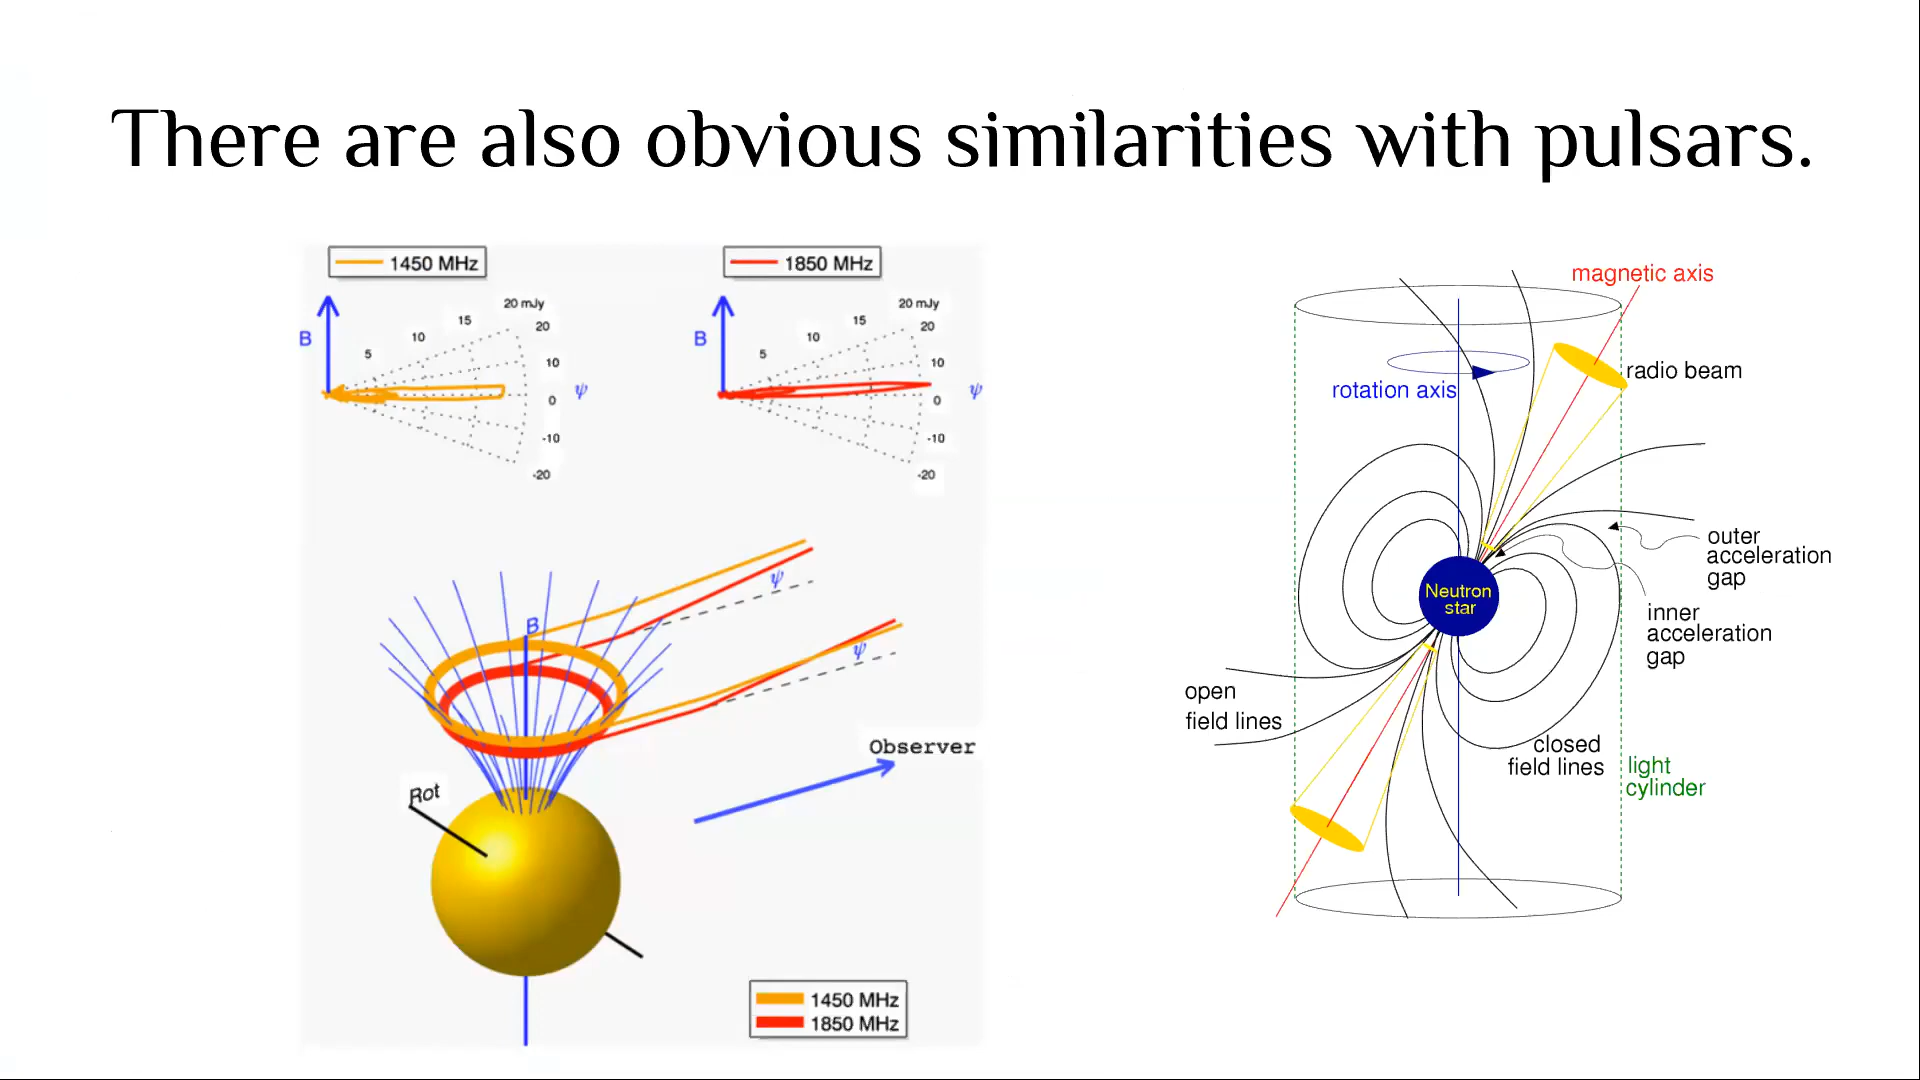 There are also obvious similarities with pulsars.
1450 MHz
B
5
10
15
20 mJy
20
10
0
-10
-20
ψ
1850 MHz
B
5
10
15
20 mJy
20
10
0
-10
-20
ψ
B
ψ
ψ
Observer
Rot
1450 MHz
1850 MHz
magnetic axis
radio beam
rotation axis
Neutron
star
outer
acceleration
gap
inner
acceleration
gap
open
field lines
closed
field lines
light
cylinder